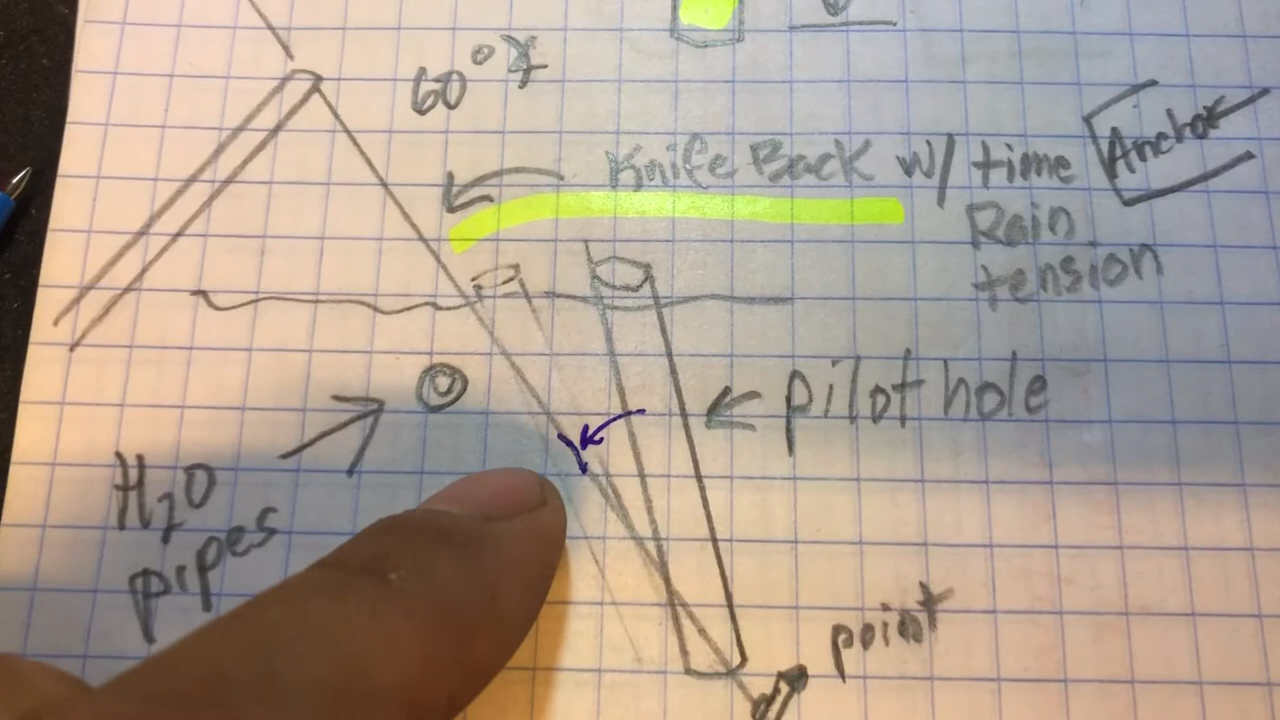 60°
Knife Back w/ time
Rain
tension
Anchor
pilot hole
H₂O
pipes
point